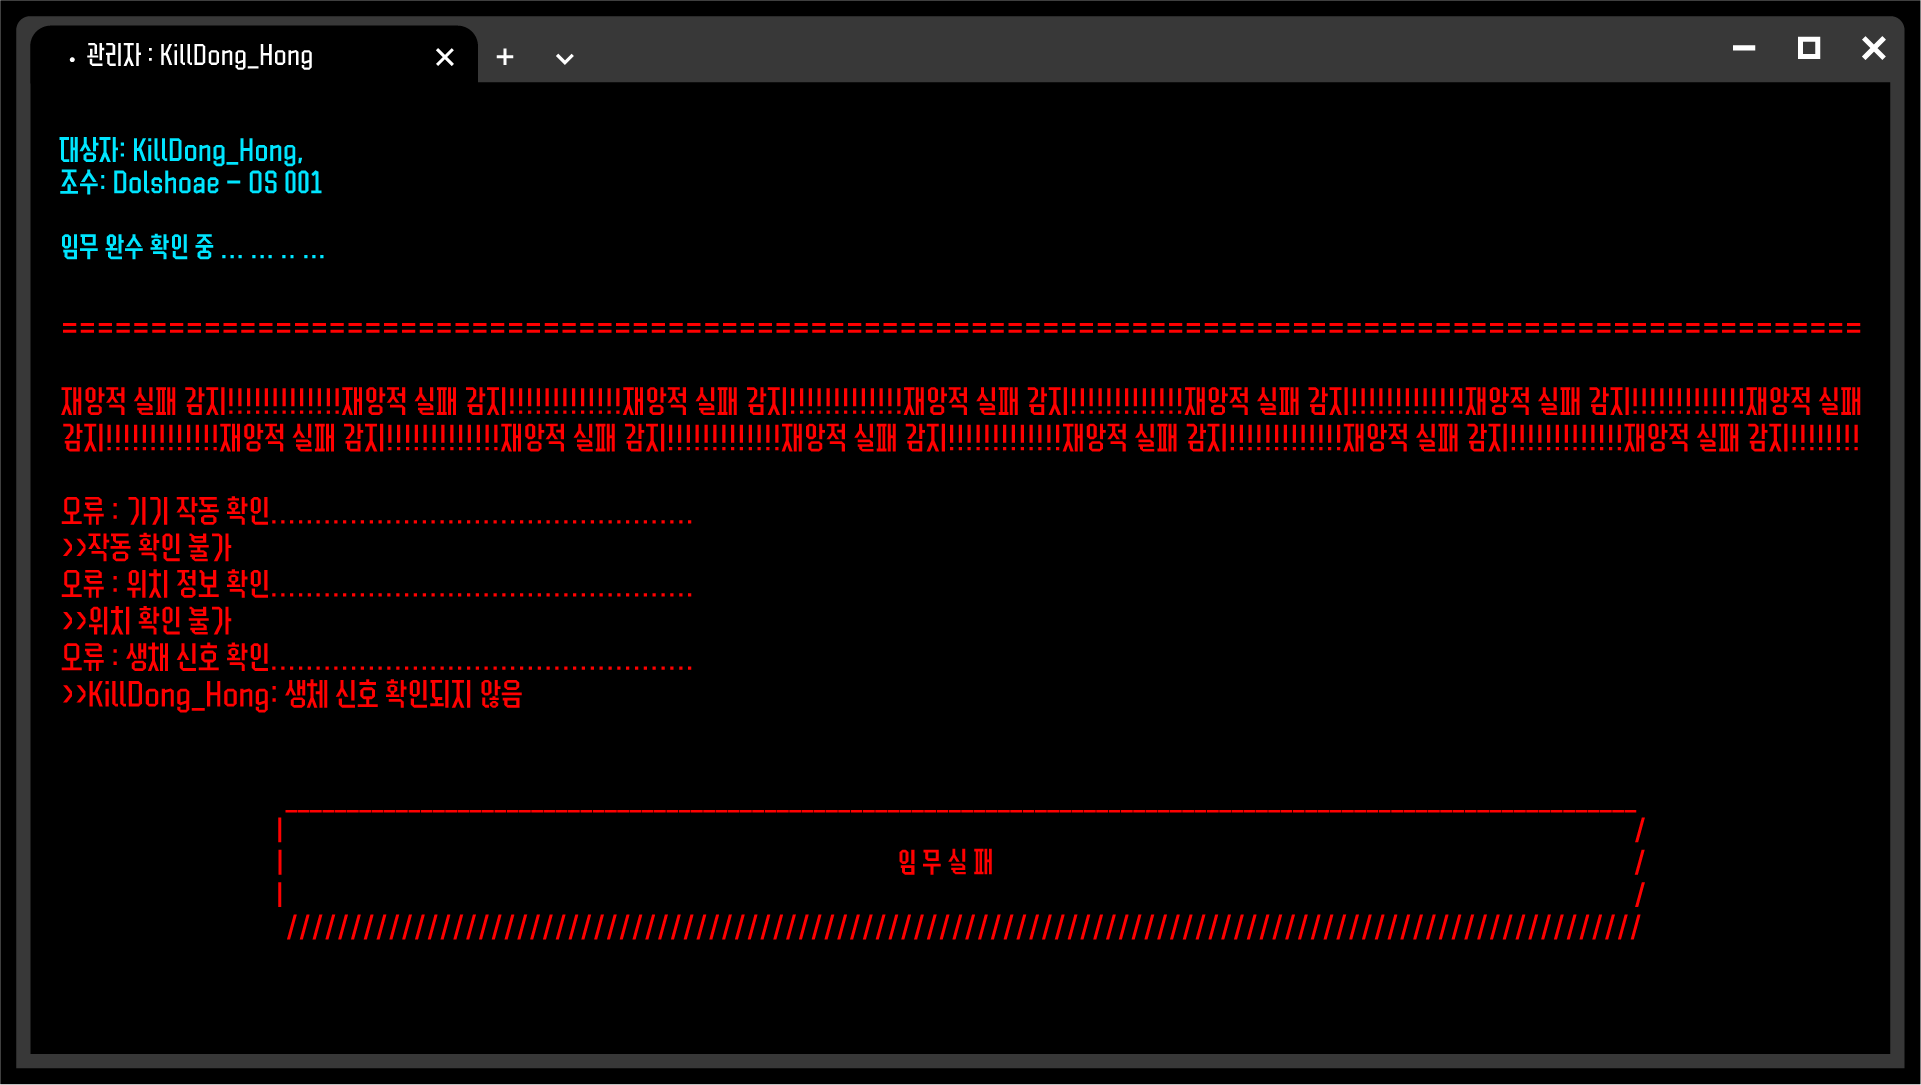 • 관리자 : KillDong_Hong
대상자: KillDong_Hong,
조수: Dolshoae - OS 001
임무 완수 확인 중 ... ... .. ...
=====================================================================================================
재앙적 실패 감지!!!!!!!!!!!!!재앙적 실패 감지!!!!!!!!!!!!!재앙적 실패 감지!!!!!!!!!!!!!재앙적 실패 감지!!!!!!!!!!!!!재앙적 실패 감지!!!!!!!!!!!!!재앙적 실패 감지!!!!!!!!!!!!!재앙적 실패
감지!!!!!!!!!!!!!재앙적 실패 감지!!!!!!!!!!!!!재앙적 실패 감지!!!!!!!!!!!!!재앙적 실패 감지!!!!!!!!!!!!!재앙적 실패 감지!!!!!!!!!!!!!재앙적 실패 감지!!!!!!!!!!!!!재앙적 실패 감지!!!!!!!!
오류 : 기기 작동 확인................................................
>>작동 확인 불가
오류 : 위치 정보 확인................................................
>>위치 확인 불가
오류 : 생채 신호 확인................................................
>>KillDong_Hong: 생체 신호 확인되지 않음
임 무 실 패